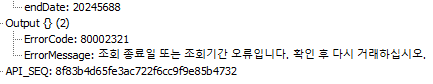 endDate: 20245688
Output {} (2)
ErrorCode: 80002321
ErrorMessage: 조회 종료일 또는 조회기간 오류입니다. 확인 후 다시 거래하십시오.
API_SEQ: 8f83b4d65fe3ac722f6cc9f9e85b4732